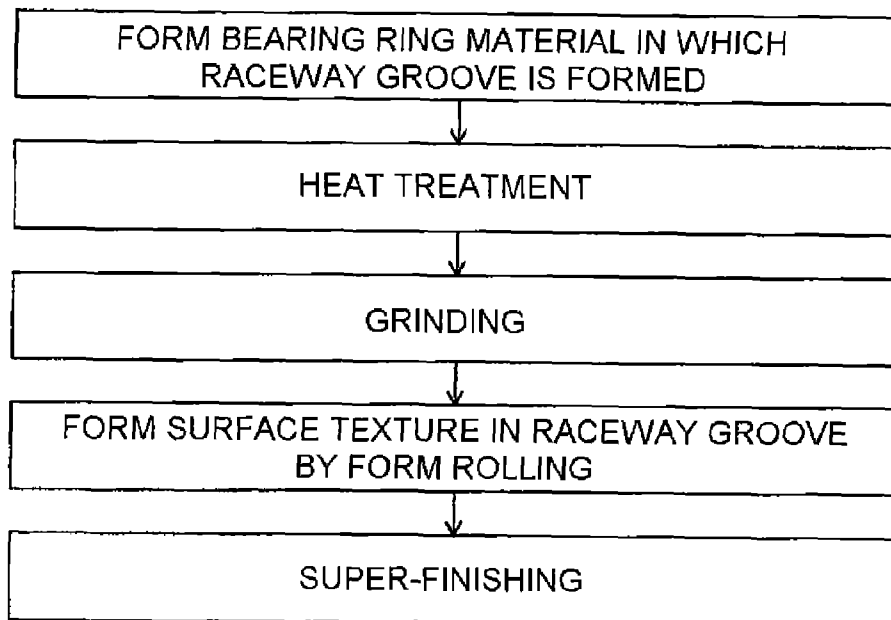 FORM BEARING RING MATERIAL IN WHICH
RACEWAY GROOVE IS FORMED
HEAT TREATMENT
GRINDING
FORM SURFACE TEXTURE IN RACEWAY GROOVE
BY FORM ROLLING
SUPER-FINISHING